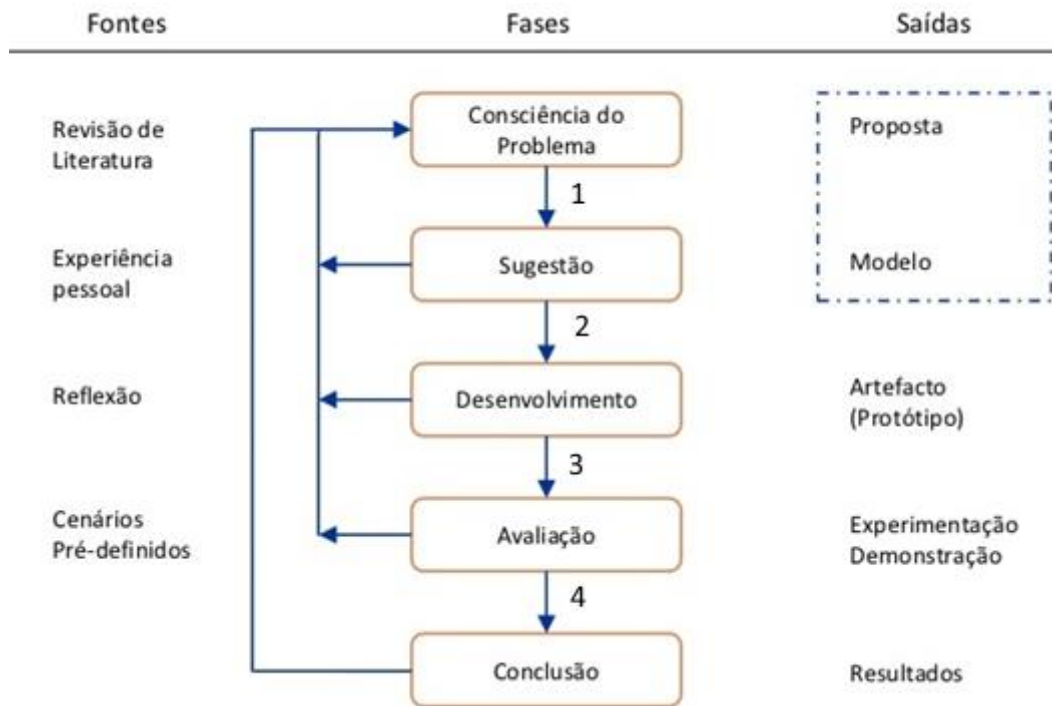 Fontes
Fases
Saídas
Revisão de
Literatura
Consciência do
Problema
Proposta
1
Experiência
pessoal
Sugestão
Modelo
2
Reflexão
Desenvolvimento
Artefacto
(Protótipo)
3
Cenários
Pré-definidos
Avaliação
Experimentação
Demonstração
4
Conclusão
Resultados